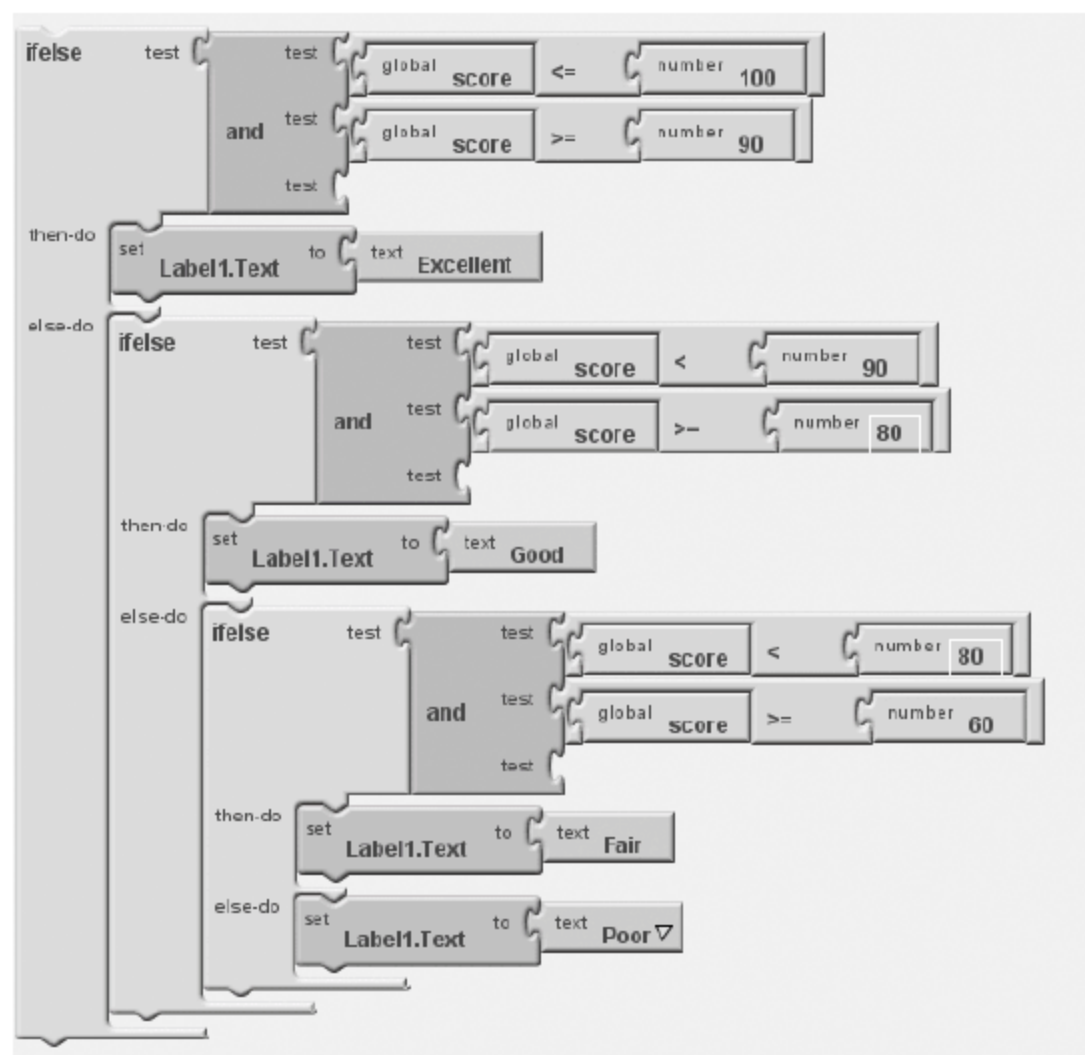 ifelse test test global score <= number 100
and test global score >= number 90
test
then-do set Label1.Text to text Excellent
else-do ifelse test test global score < number 90
and test global score >= number 80
test
then-do set Label1.Text to text Good
else-do ifelse test test global score < number 80
and test global score >= number 60
test
then-do set Label1.Text to text Fair
else-do set Label1.Text to text Poor